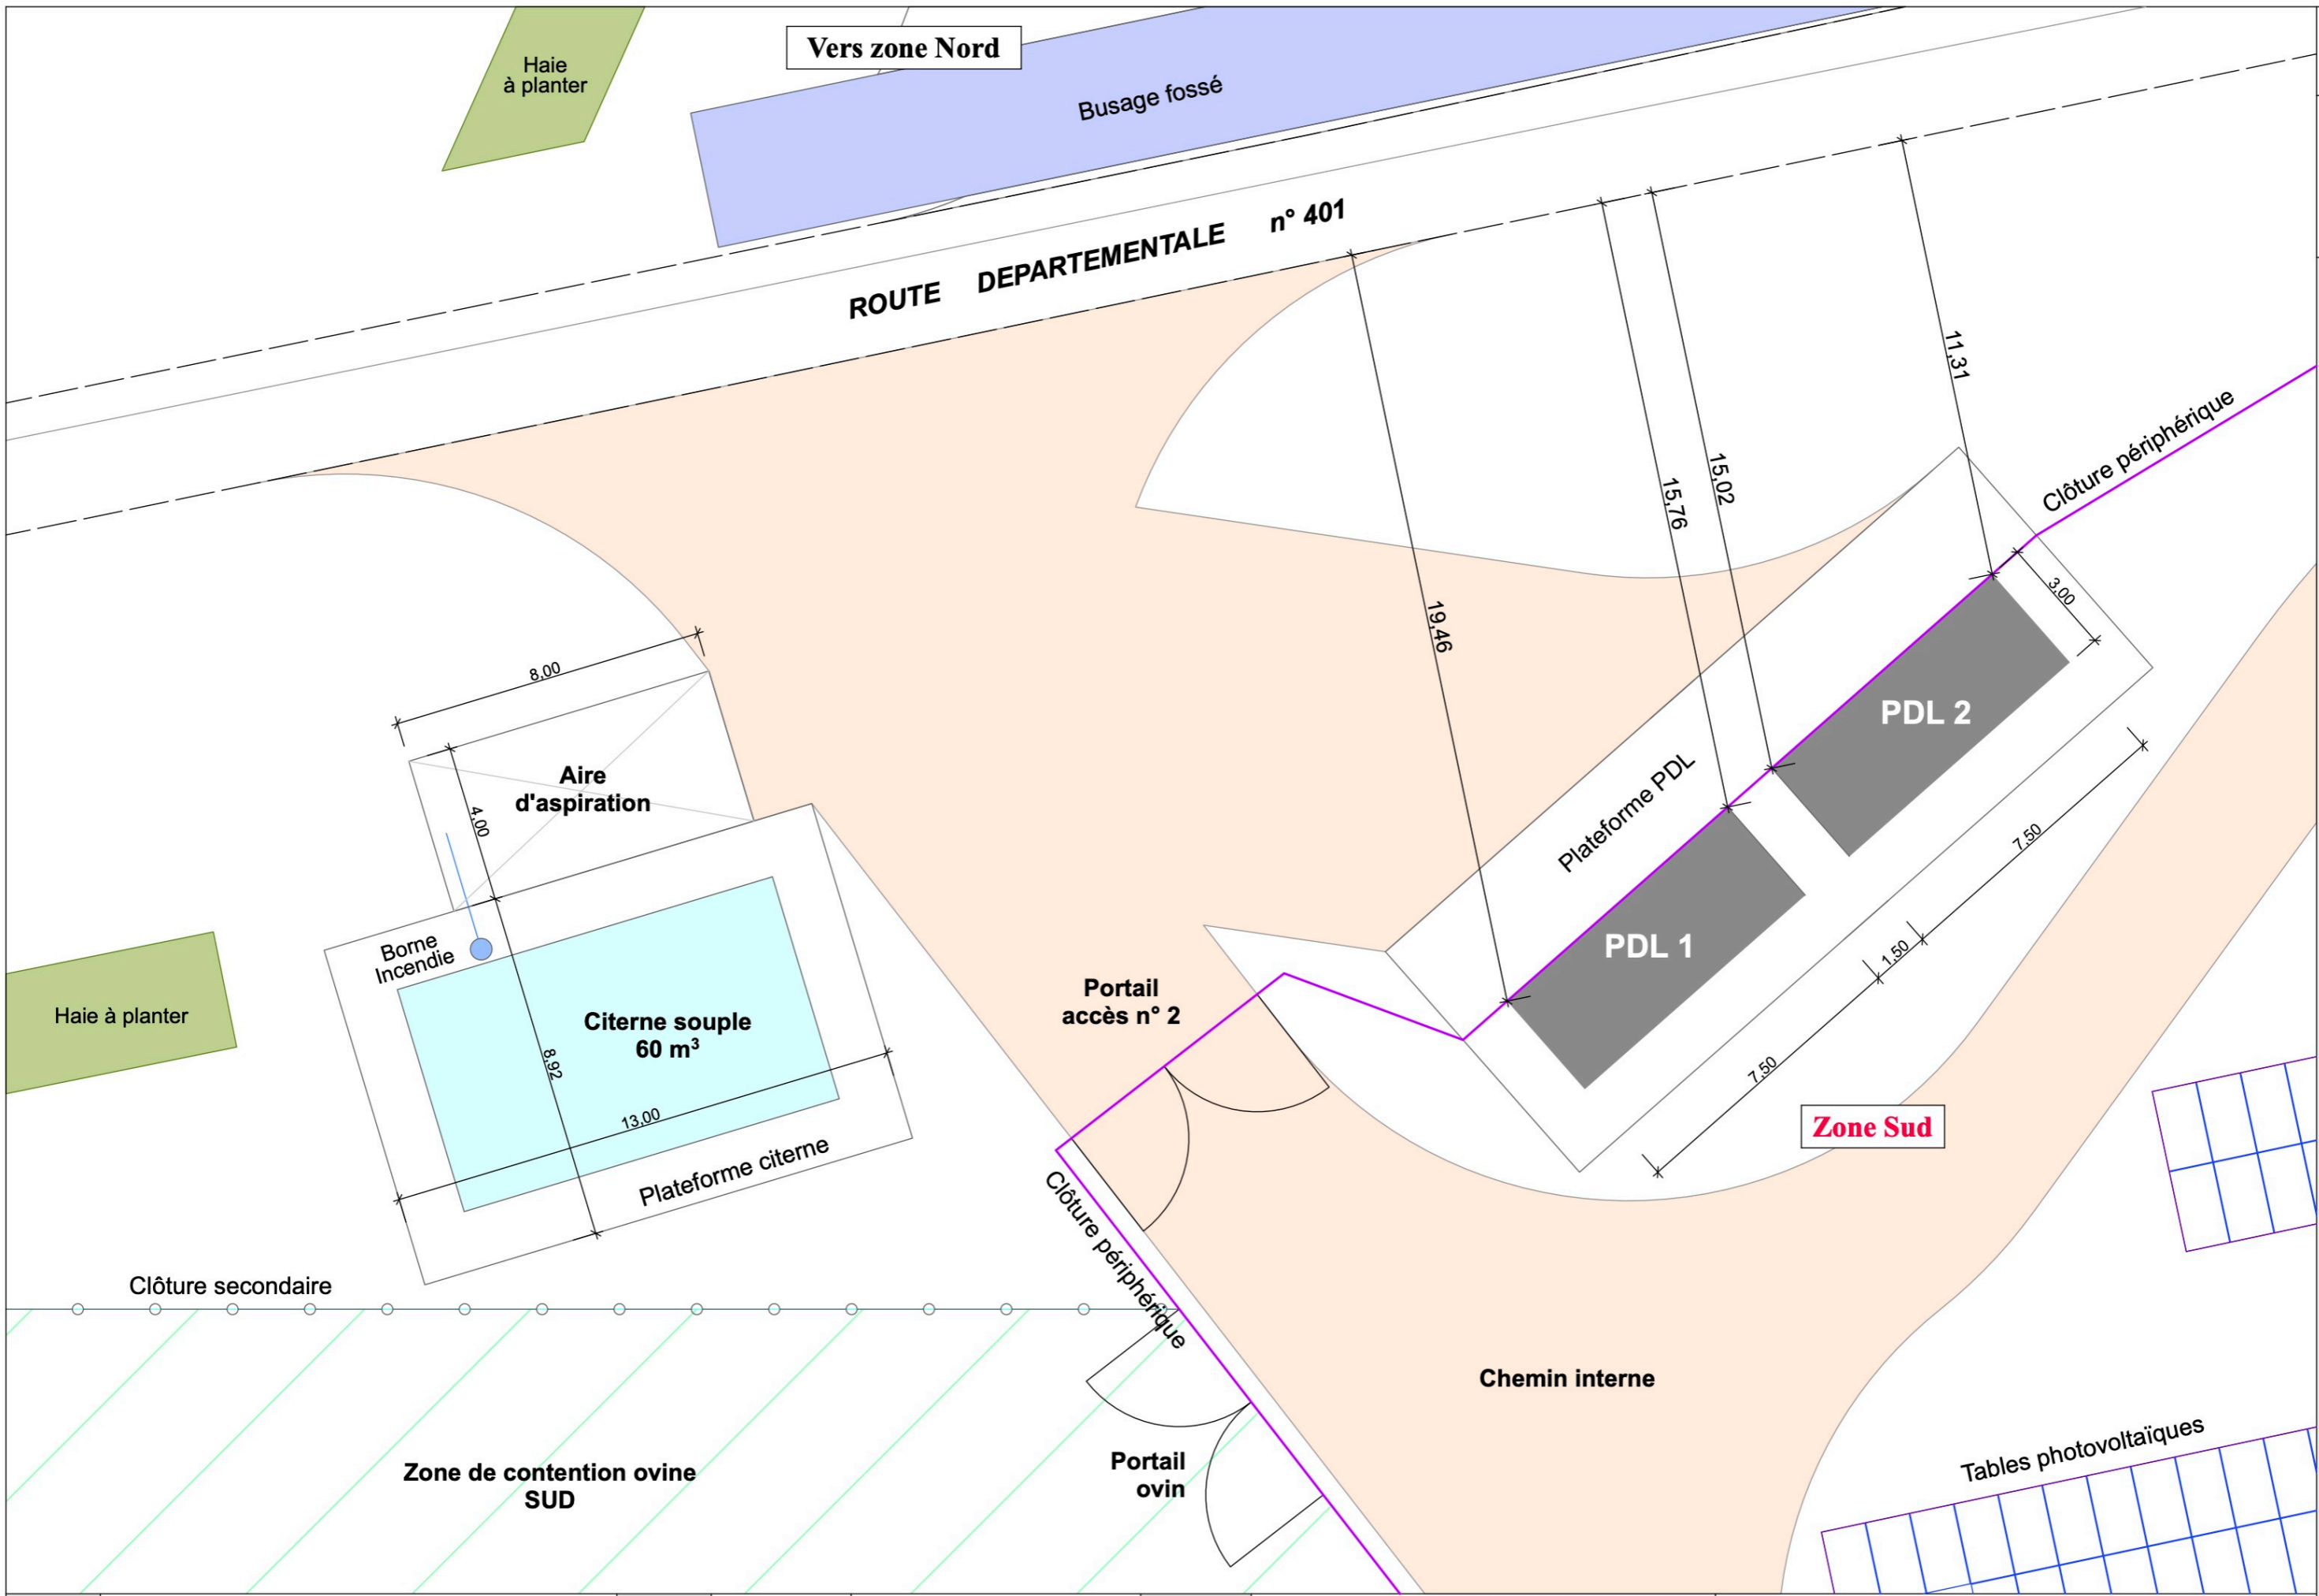 Vers zone Nord
Haie
à planter
Busage fossé
ROUTE DEPARTEMENTALE n° 401
11,31
15,02
15,76
19,46
Clôture périphérique
3,00
8,00
PDL 2
Plateforme PDL
Aire
d'aspiration
4,00
7,50
PDL 1
1,50
Borne
Incendie
Portail
accès n° 2
Haie à planter
Citerne souple
60 m³
8,92
7,50
13,00
Zone Sud
Plateforme citerne
Clôture périphérique
Clôture secondaire
Chemin interne
Tables photovoltaïques
Zone de contention ovine
SUD
Portail
ovin